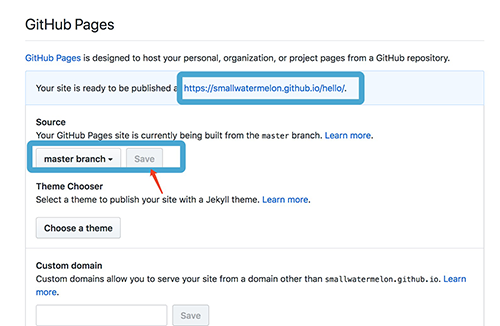 GitHub Pages
GitHub Pages is designed to host your personal, organization, or project pages from a GitHub repository.
Your site is ready to be published a https://smallwatermelon.github.io/hello/.
Source
Your GitHub Pages site is currently being built from the master branch. Learn more.
master branch Save
Theme Chooser
Select a theme to publish your site with a Jekyll theme. Learn more.
Choose a theme
Custom domain
Custom domains allow you to serve your site from a domain other than smallwatermelon.github.io. Learn
more.
Save